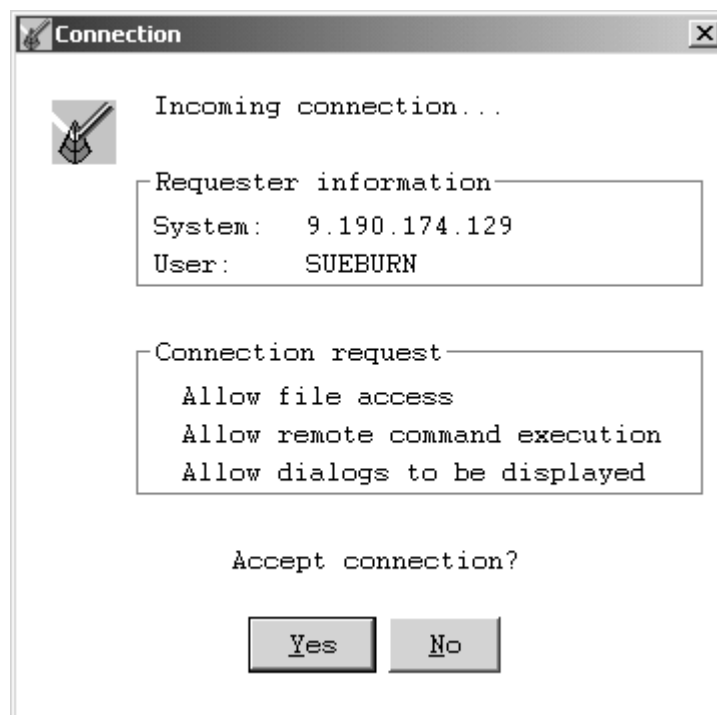 Connection
Incoming connection...
Requester information
System: 9.190.174.129
User: SUEBURN
Connection request
Allow file access
Allow remote command execution
Allow dialogs to be displayed
Accept connection?
Yes No